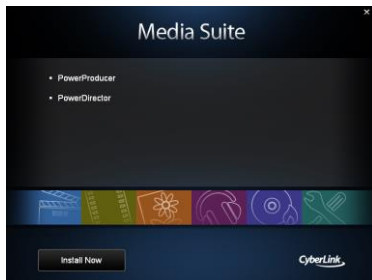 Media Suite
• PowerProducer
• PowerDirector
Install Now
CyberLink